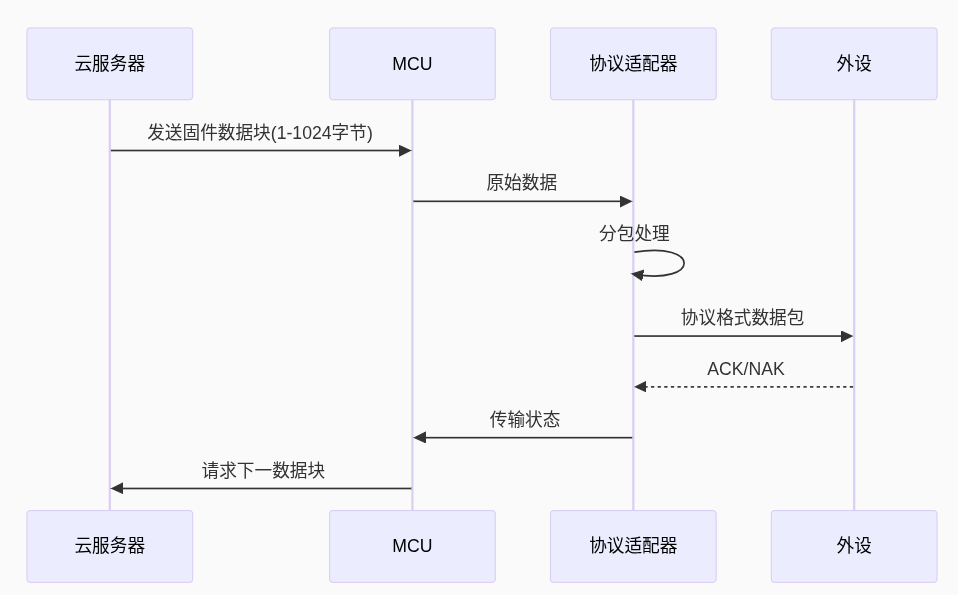 云服务器
MCU
协议适配器
外设
发送固件数据块(1-1024字节)
原始数据
分包处理
协议格式数据包
ACK/NAK
传输状态
请求下一数据块
云服务器
MCU
协议适配器
外设